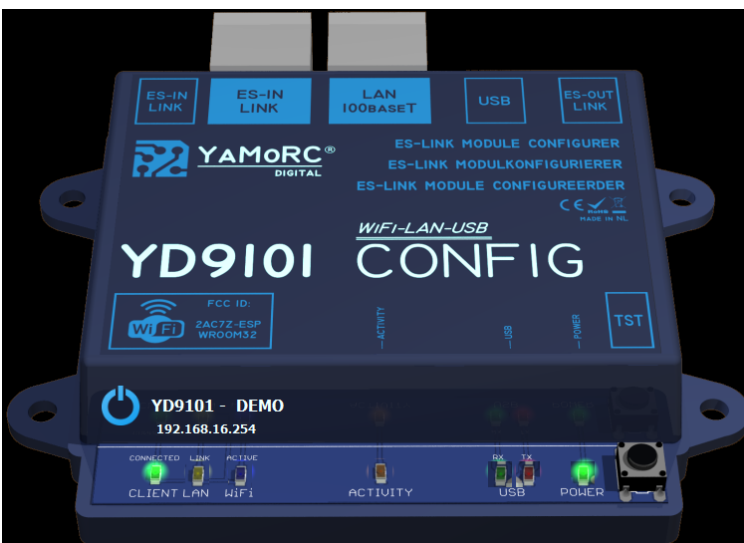 ES-IN LINK
ES-IN LINK
LAN 100BASET
USB
ES-OUT LINK
YAMORC®
DIGITAL
ES-LINK MODULE CONFIGURER
ES-LINK MODULKONFIGURIERER
ES-LINK MODULE CONFIGUREERDER
CE RoHS
MADE IN NL
WIFI-LAN-USB
YD9101 CONFIG
FCC ID:
WiFi
2AC7Z-ESP
WROOM32
ACTIVITY
USB
POWER
TST
YD9101 - DEMO
192.168.16.254
CONNECTED LINK ACTIVE RX TX
CLIENT LAN WiFi ACTIVITY USB POWER